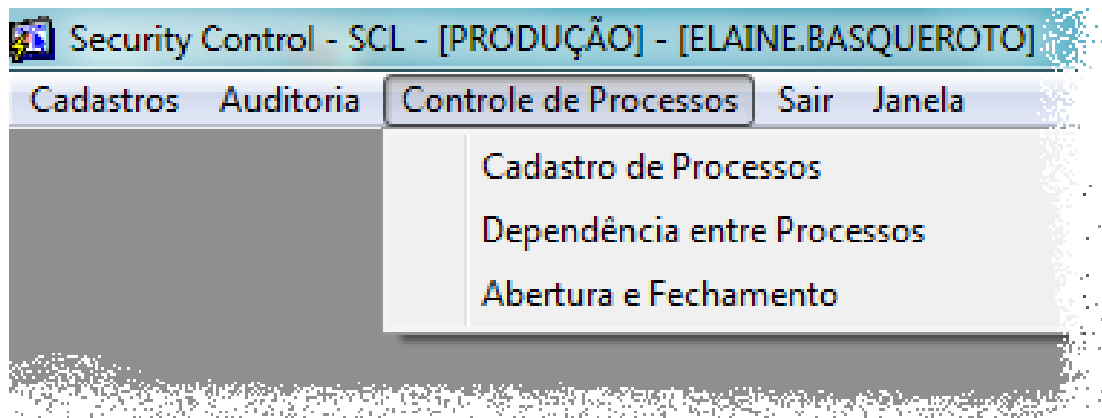 Security Control - SCL - [PRODUÇÃO] - [ELAINE.BASQUEROTO]
Cadastros Auditoria Controle de Processos Sair Janela
Cadastro de Processos
Dependência entre Processos
Abertura e Fechamento